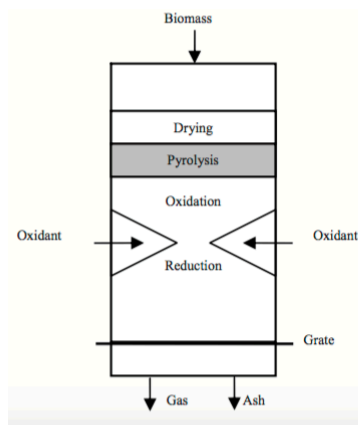 Biomass
Drying
Pyrolysis
Oxidation
Oxidant
Oxidant
Reduction
Grate
Gas
Ash